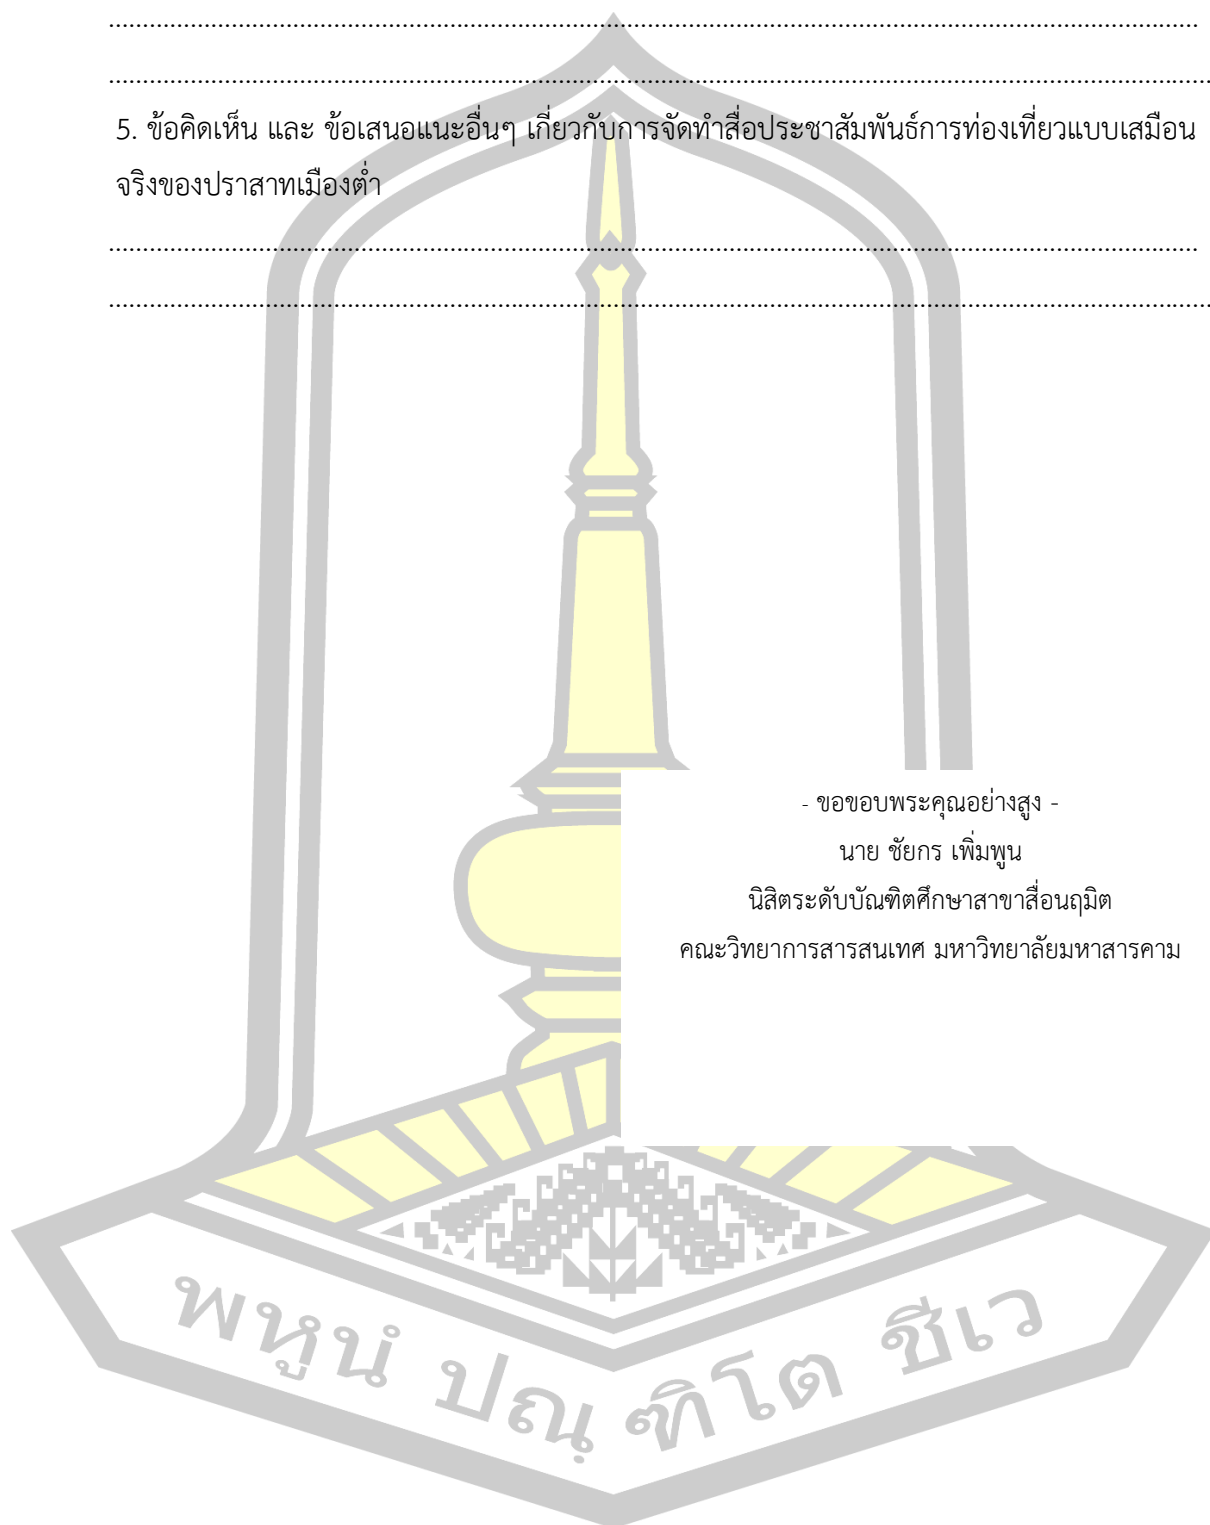 ........................................................................................................................................................
........................................................................................................................................................
5. ข้อคิดเห็น และ ข้อเสนอแนะอื่นๆ เกี่ยวกับการจัดทำสื่อประชาสัมพันธ์การท่องเที่ยวแบบเสมือน
จริงของปราสาทเมืองต่ำ
........................................................................................................................................................
........................................................................................................................................................
- ขอขอบพระคุณอย่างสูง -
นาย ชัยกร เพิ่มพูน
นิสิตระดับบัณฑิตศึกษาสาขาสื่อนฤมิต
คณะวิทยาการสารสนเทศ มหาวิทยาลัยมหาสารคาม
พหูนํ ปณฺ ฑิโต ชีเว